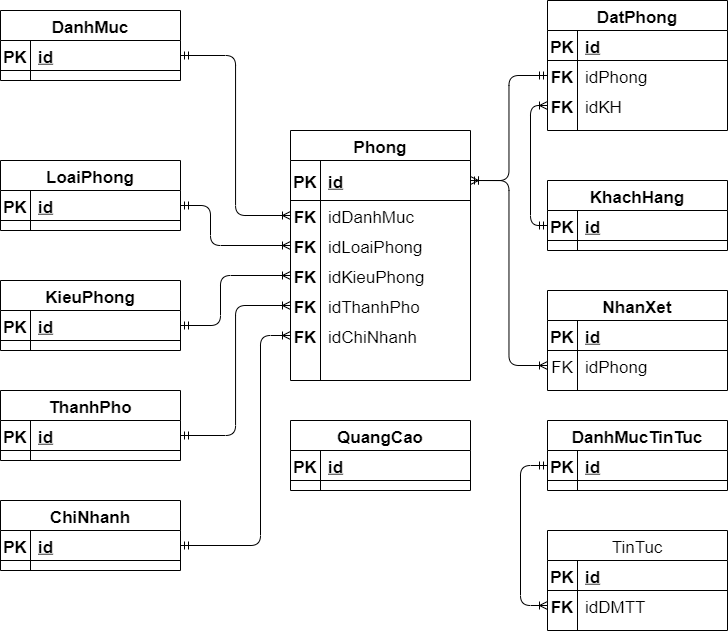 DanhMuc
PK id
LoaiPhong
PK id
KieuPhong
PK id
ThanhPho
PK id
ChiNhanh
PK id
Phong
PK id
FK idDanhMuc
FK idLoaiPhong
FK idKieuPhong
FK idThanhPho
FK idChiNhanh
QuangCao
PK id
DatPhong
PK id
FK idPhong
FK idKH
KhachHang
PK id
NhanXet
PK id
FK idPhong
DanhMucTinTuc
PK id
TinTuc
PK id
FK idDMTT